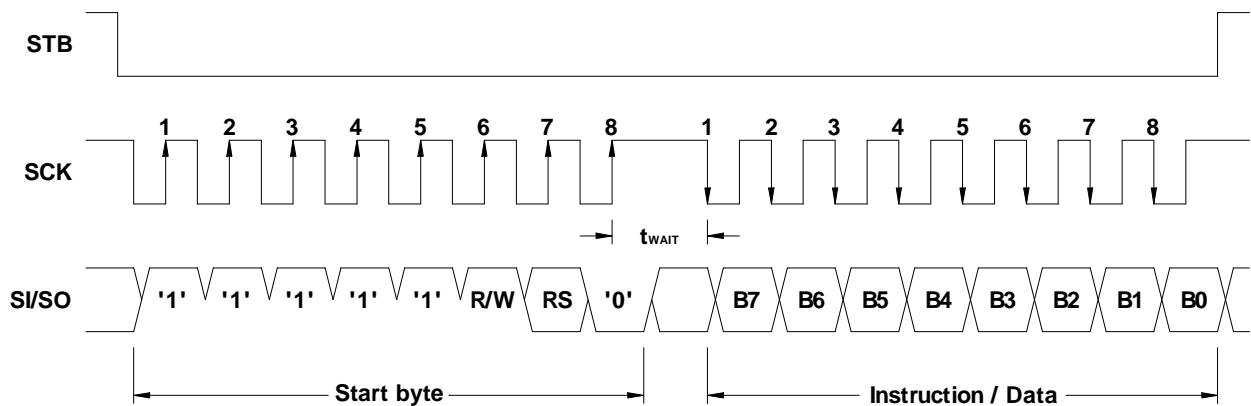 STB
1 2 3 4 5 6 7 8 1 2 3 4 5 6 7 8
SCK
tWAIT
SI/SO '1' '1' '1' '1' '1' R/W RS '0' B7 B6 B5 B4 B3 B2 B1 B0
Start byte Instruction / Data